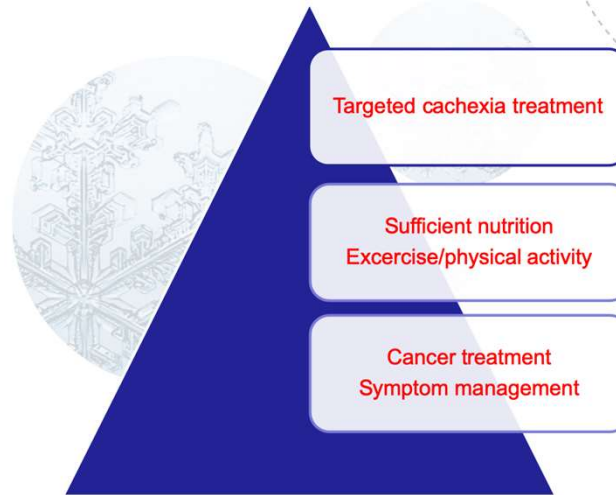 Targeted cachexia treatment
Sufficient nutrition
Excercise/physical activity
Cancer treatment
Symptom management